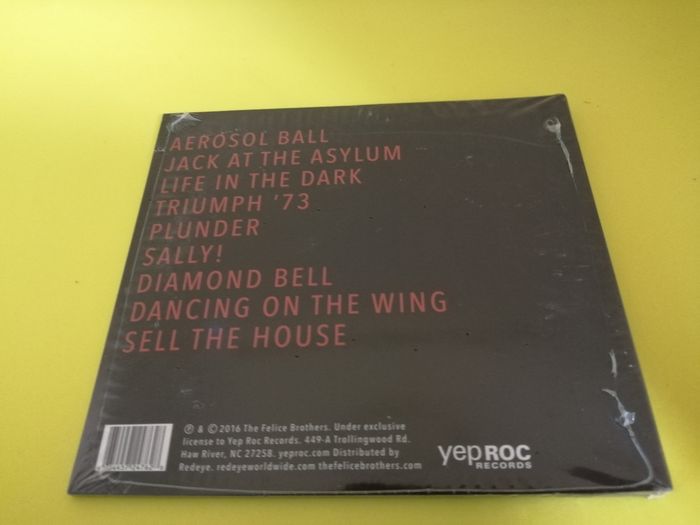 AEROSOL BALL
JACK AT THE ASYLUM
LIFE IN THE DARK
TRIUMPH '73
PLUNDER
SALLY!
DIAMOND BELL
DANCING ON THE WING
SELL THE HOUSE
℗ & © 2016 The Felice Brothers. Under exclusive
license to Yep Roc Records. 449-A Trollingwood Rd.
Haw River, NC 27258. yeproc.com Distributed by
Redeye. redeyeworldwide.com thefelicebrothers.com
yep ROC
RECORDS